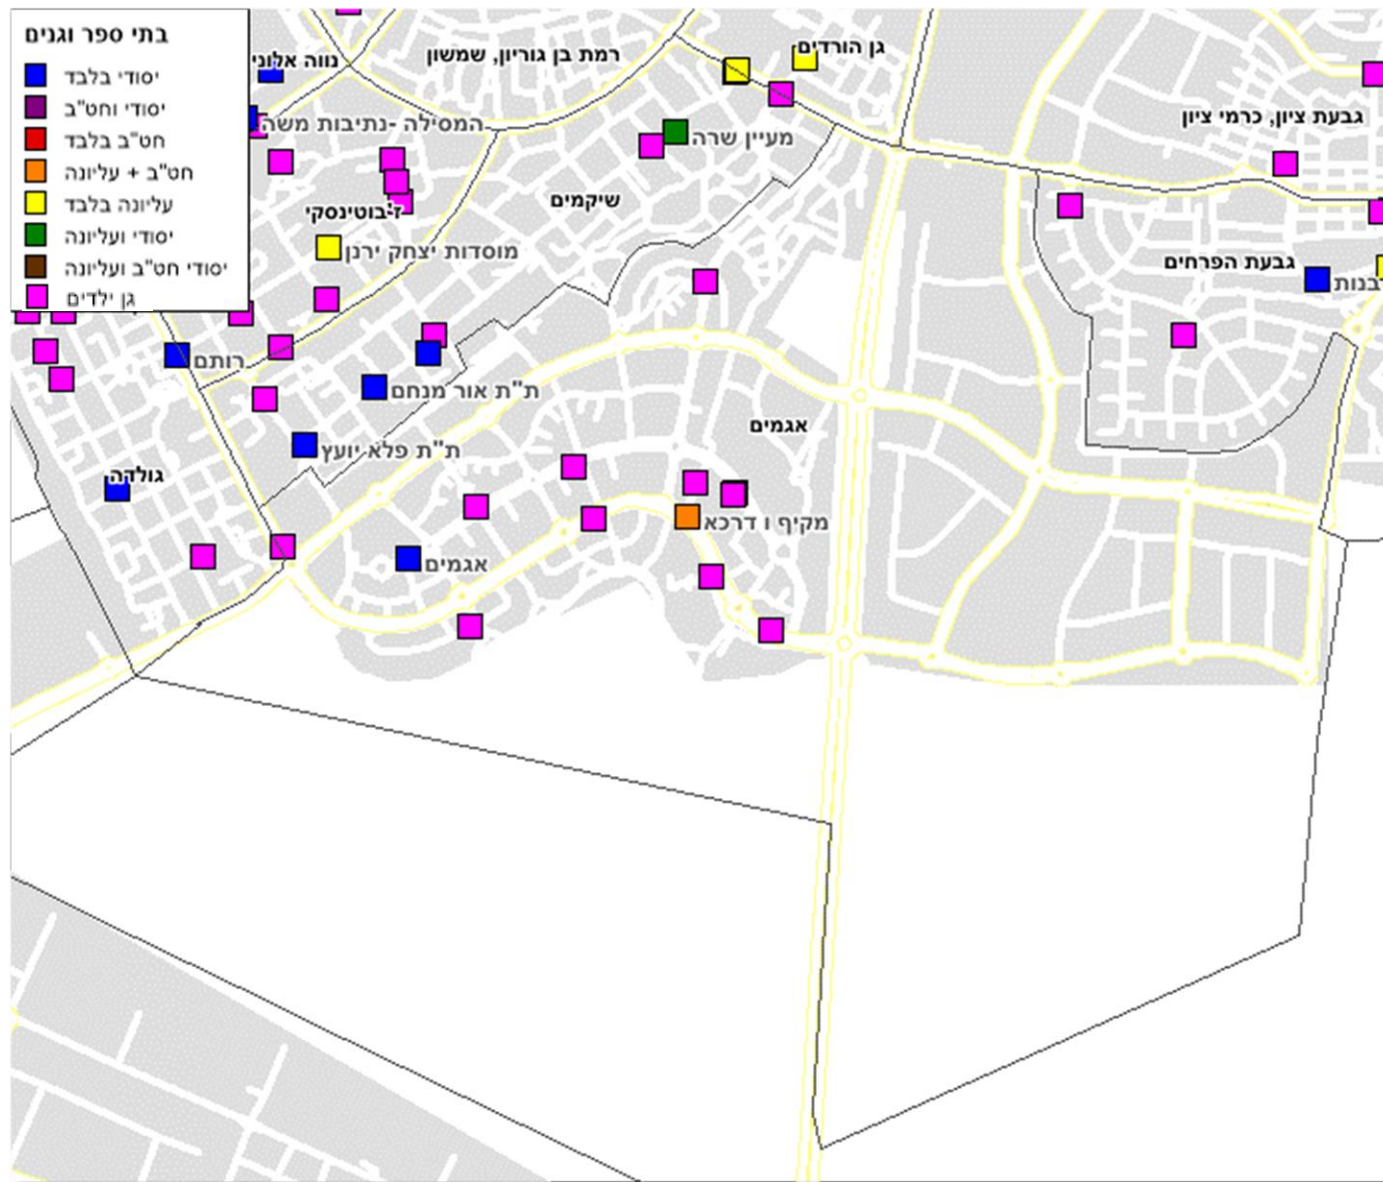 בתי ספר וגנים
יסודי בלבד
יסודי וחט"ב
חט"ב בלבד
חט"ב + עליונה
עליונה בלבד
יסודי ועליונה
יסודי חט"ב ועליונה
גן ילדים
גן הורדים
רמת בן גוריון, שמשון
נווה אלוני
גבעת ציון, כרמי ציון
המסילה -נתיבות משה
מעיין שרה
שיקמים
ז'בוטינסקי
מוסדות יצחק ירנן
גבעת הפרחים
בנות
רותם
ת"ת אור מנחם
אגמים
ת"ת פלא יועץ
גולדה
מקיף ו דרכא
אגמים